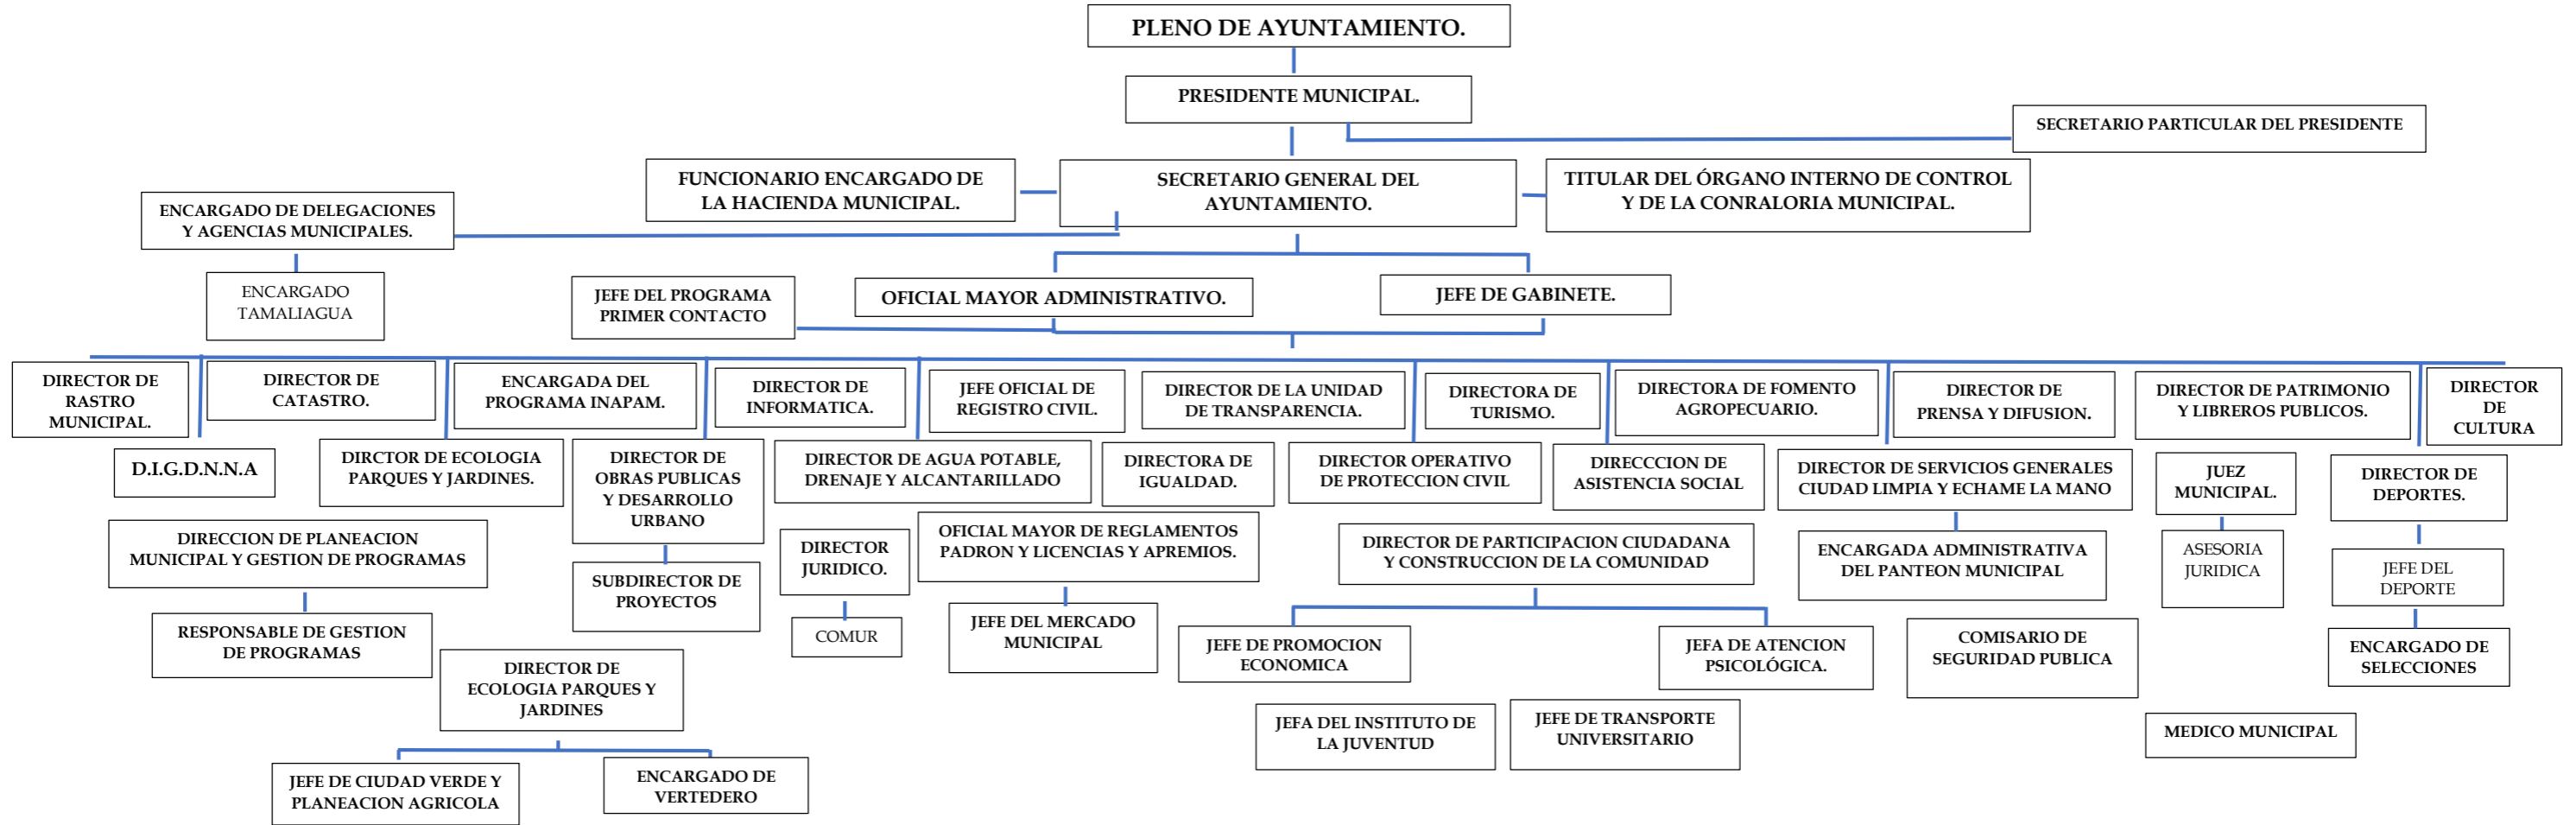 PLENO DE AYUNTAMIENTO.
PRESIDENTE MUNICIPAL.
SECRETARIO PARTICULAR DEL PRESIDENTE
FUNCIONARIO ENCARGADO DE
LA HACIENDA MUNICIPAL.
SECRETARIO GENERAL DEL
AYUNTAMIENTO.
TITULAR DEL ÓRGANO INTERNO DE CONTROL
Y DE LA CONRALORIA MUNICIPAL.
ENCARGADO DE DELEGACIONES
Y AGENCIAS MUNICIPALES.
ENCARGADO
TAMALIAGUA
JEFE DEL PROGRAMA
PRIMER CONTACTO
OFICIAL MAYOR ADMINISTRATIVO.
JEFE DE GABINETE.
DIRECTOR DE
RASTRO
MUNICIPAL.
DIRECTOR DE
CATASTRO.
ENCARGADA DEL
PROGRAMA INAPAM.
DIRECTOR DE
INFORMATICA.
JEFE OFICIAL DE
REGISTRO CIVIL.
DIRECTOR DE LA UNIDAD
DE TRANSPARENCIA.
DIRECTORA DE
TURISMO.
DIRECTORA DE FOMENTO
AGROPECUARIO.
DIRECTOR DE
PRENSA Y DIFUSION.
DIRECTOR DE PATRIMONIO
Y LIBREROS PUBLICOS.
DIRECTOR
DE
CULTURA
D.I.G.D.N.N.A
DIRCTOR DE ECOLOGIA
PARQUES Y JARDINES.
DIRECTOR DE
OBRAS PUBLICAS
Y DESARROLLO
URBANO
DIRECTOR DE AGUA POTABLE,
DRENAJE Y ALCANTARILLADO
DIRECTORA DE
IGUALDAD.
DIRECTOR OPERATIVO
DE PROTECCION CIVIL
DIRECCCION DE
ASISTENCIA SOCIAL
DIRECTOR DE SERVICIOS GENERALES
CIUDAD LIMPIA Y ECHAME LA MANO
JUEZ
MUNICIPAL.
DIRECTOR DE
DEPORTES.
DIRECCION DE PLANEACION
MUNICIPAL Y GESTION DE PROGRAMAS
SUBDIRECTOR DE
PROYECTOS
DIRECTOR
JURIDICO.
OFICIAL MAYOR DE REGLAMENTOS
PADRON Y LICENCIAS Y APREMIOS.
DIRECTOR DE PARTICIPACION CIUDADANA
Y CONSTRUCCION DE LA COMUNIDAD
ENCARGADA ADMINISTRATIVA
DEL PANTEON MUNICIPAL
ASESORIA
JURIDICA
JEFE DEL
DEPORTE
RESPONSABLE DE GESTION
DE PROGRAMAS
COMUR
JEFE DEL MERCADO
MUNICIPAL
JEFE DE PROMOCION
ECONOMICA
JEFA DE ATENCION
PSICOLÓGICA.
COMISARIO DE
SEGURIDAD PUBLICA
ENCARGADO DE
SELECCIONES
DIRECTOR DE
ECOLOGIA PARQUES Y
JARDINES
JEFA DEL INSTITUTO DE
LA JUVENTUD
JEFE DE TRANSPORTE
UNIVERSITARIO
MEDICO MUNICIPAL
JEFE DE CIUDAD VERDE Y
PLANEACION AGRICOLA
ENCARGADO DE
VERTEDERO